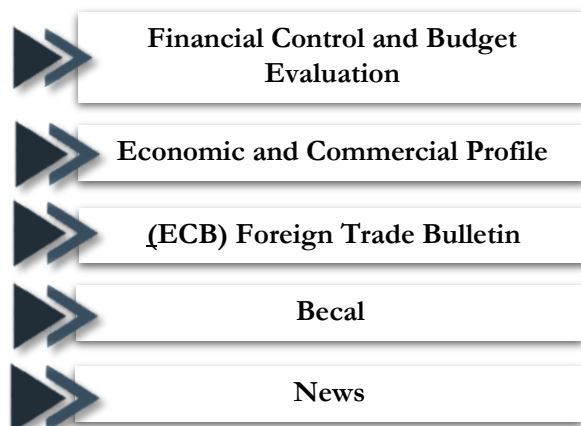 Financial Control and Budget
Evaluation
Economic and Commercial Profile
(ECB) Foreign Trade Bulletin
Becal
News